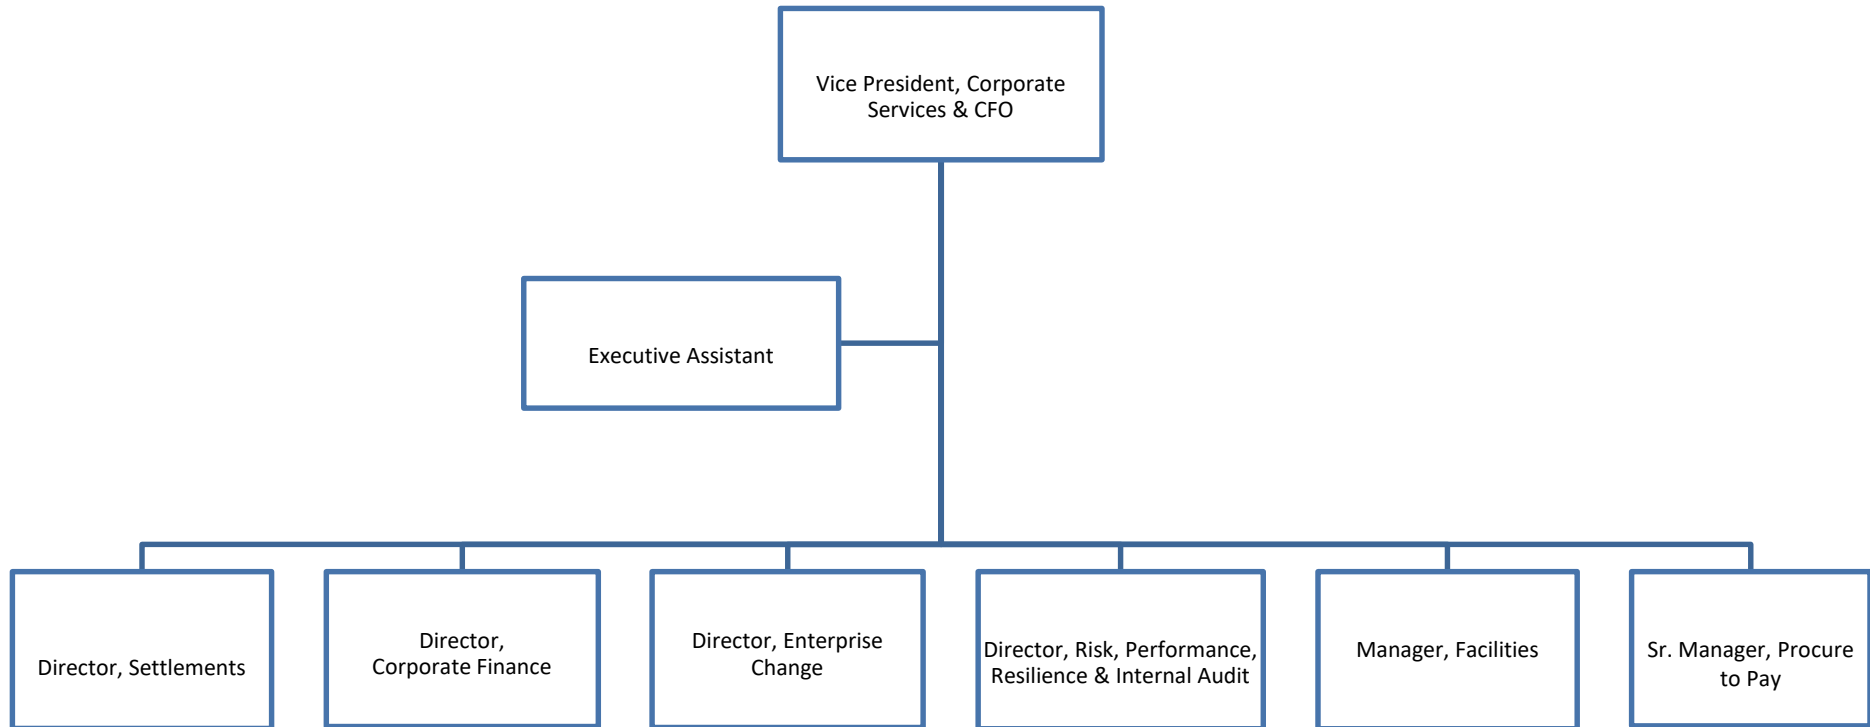 Vice President, Corporate
Services & CFO
Executive Assistant
Director, Settlements
Director,
Corporate Finance
Director, Enterprise
Change
Director, Risk, Performance,
Resilience & Internal Audit
Manager, Facilities
Sr. Manager, Procure
to Pay